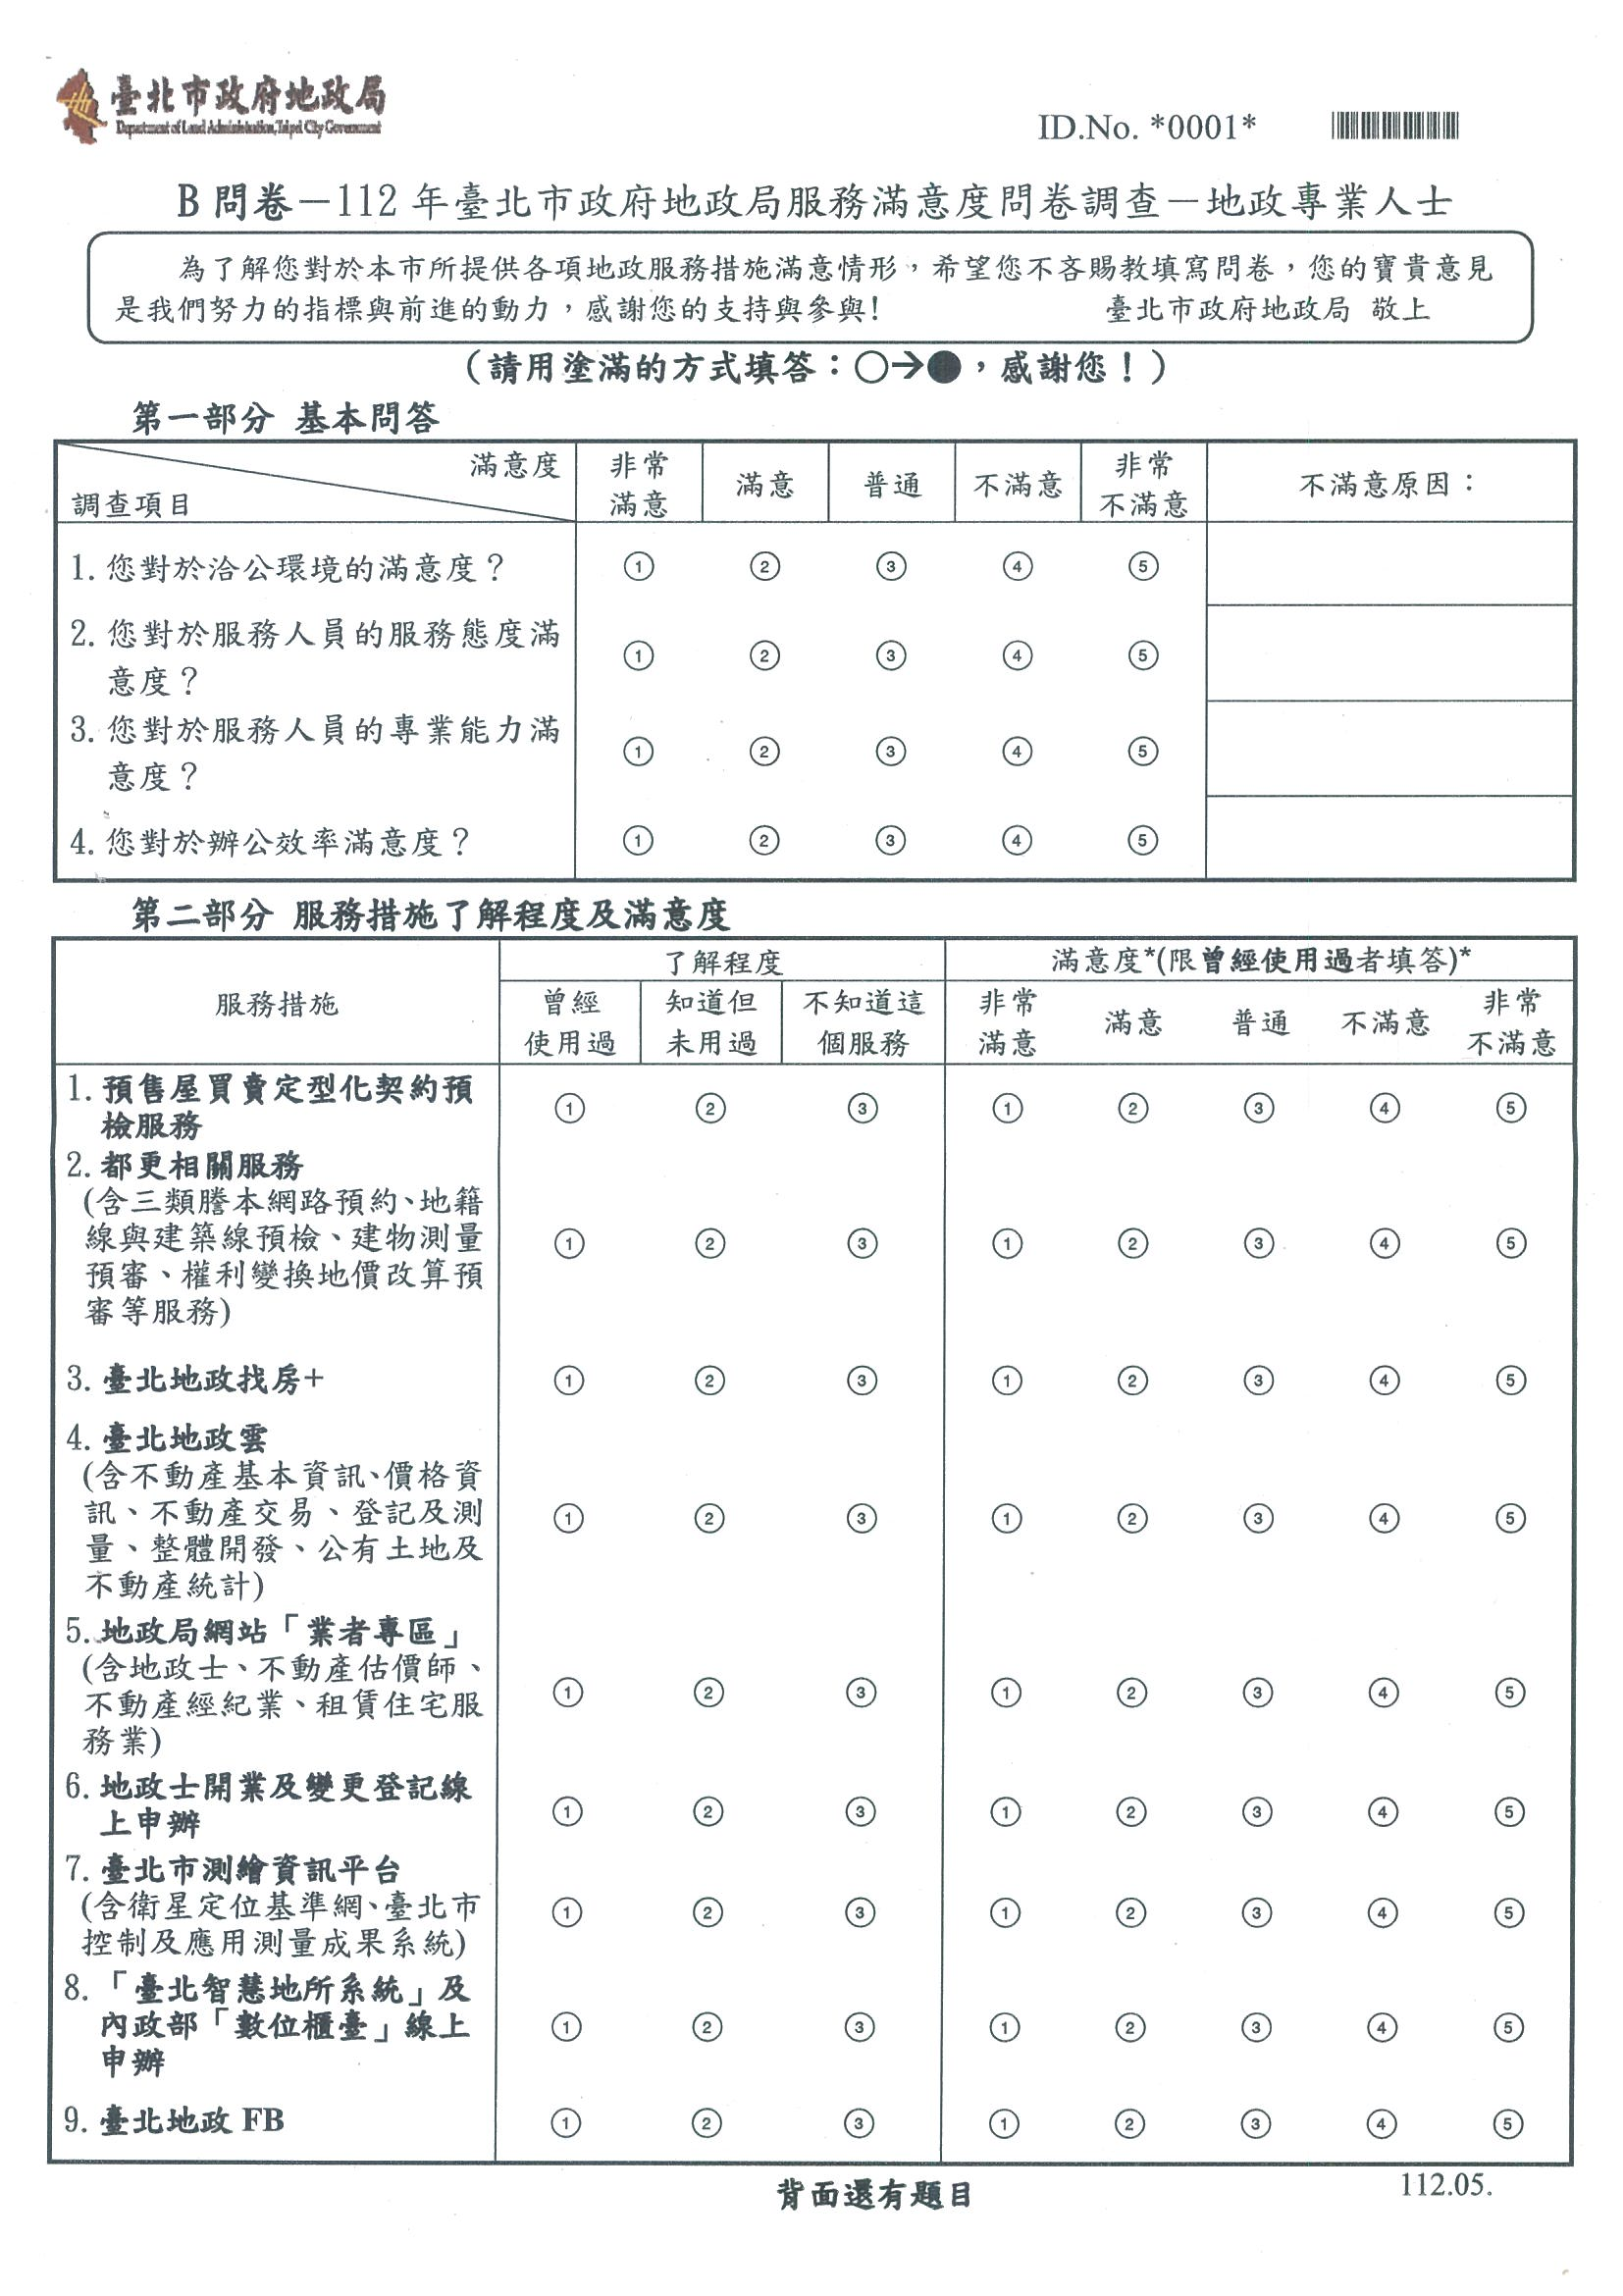 臺北市政府地政局
Department of Land Administration,Taipei City Government
ID.No. *0001*
B 問卷－112 年臺北市政府地政局服務滿意度問卷調查－地政專業人士
為了解您對於本市所提供各項地政服務措施滿意情形，希望您不吝賜教填寫問卷，您的寶貴意見
是我們努力的指標與前進的動力，感謝您的支持與參與! 臺北市政府地政局 敬上
（請用塗滿的方式填答：○→●，感謝您！）
第一部分 基本問答
滿意度
調查項目
非常
滿意
滿意
普通
不滿意
非常
不滿意
不滿意原因：
1. 您對於洽公環境的滿意度？ ① ② ③ ④ ⑤
2. 您對於服務人員的服務態度滿
意度？ ① ② ③ ④ ⑤
3. 您對於服務人員的專業能力滿
意度？ ① ② ③ ④ ⑤
4. 您對於辦公效率滿意度？ ① ② ③ ④ ⑤
第二部分 服務措施了解程度及滿意度
服務措施
了解程度
滿意度*(限曾經使用過者填答)*
曾經
使用過
知道但
未用過
不知道這
個服務
非常
滿意
滿意
普通
不滿意
非常
不滿意
1. 預售屋買賣定型化契約預
檢服務 ① ② ③ ① ② ③ ④ ⑤
2. 都更相關服務
(含三類謄本網路預約、地籍
線與建築線預檢、建物測量 ① ② ③ ① ② ③ ④ ⑤
預審、權利變換地價改算預
審等服務)
3. 臺北地政找房+ ① ② ③ ① ② ③ ④ ⑤
4. 臺北地政雲
(含不動產基本資訊、價格資
訊、不動產交易、登記及測 ① ② ③ ① ② ③ ④ ⑤
量、整體開發、公有土地及
不動產統計)
5. 地政局網站「業者專區」
(含地政士、不動產估價師、
不動產經紀業、租賃住宅服 ① ② ③ ① ② ③ ④ ⑤
務業)
6. 地政士開業及變更登記線
上申辦 ① ② ③ ① ② ③ ④ ⑤
7. 臺北市測繪資訊平台
(含衛星定位基準網、臺北市 ① ② ③ ① ② ③ ④ ⑤
控制及應用測量成果系統)
8. 「臺北智慧地所系統」及
內政部「數位櫃臺」線上 ① ② ③ ① ② ③ ④ ⑤
申辦
9. 臺北地政 FB ① ② ③ ① ② ③ ④ ⑤
背面還有題目
112.05.